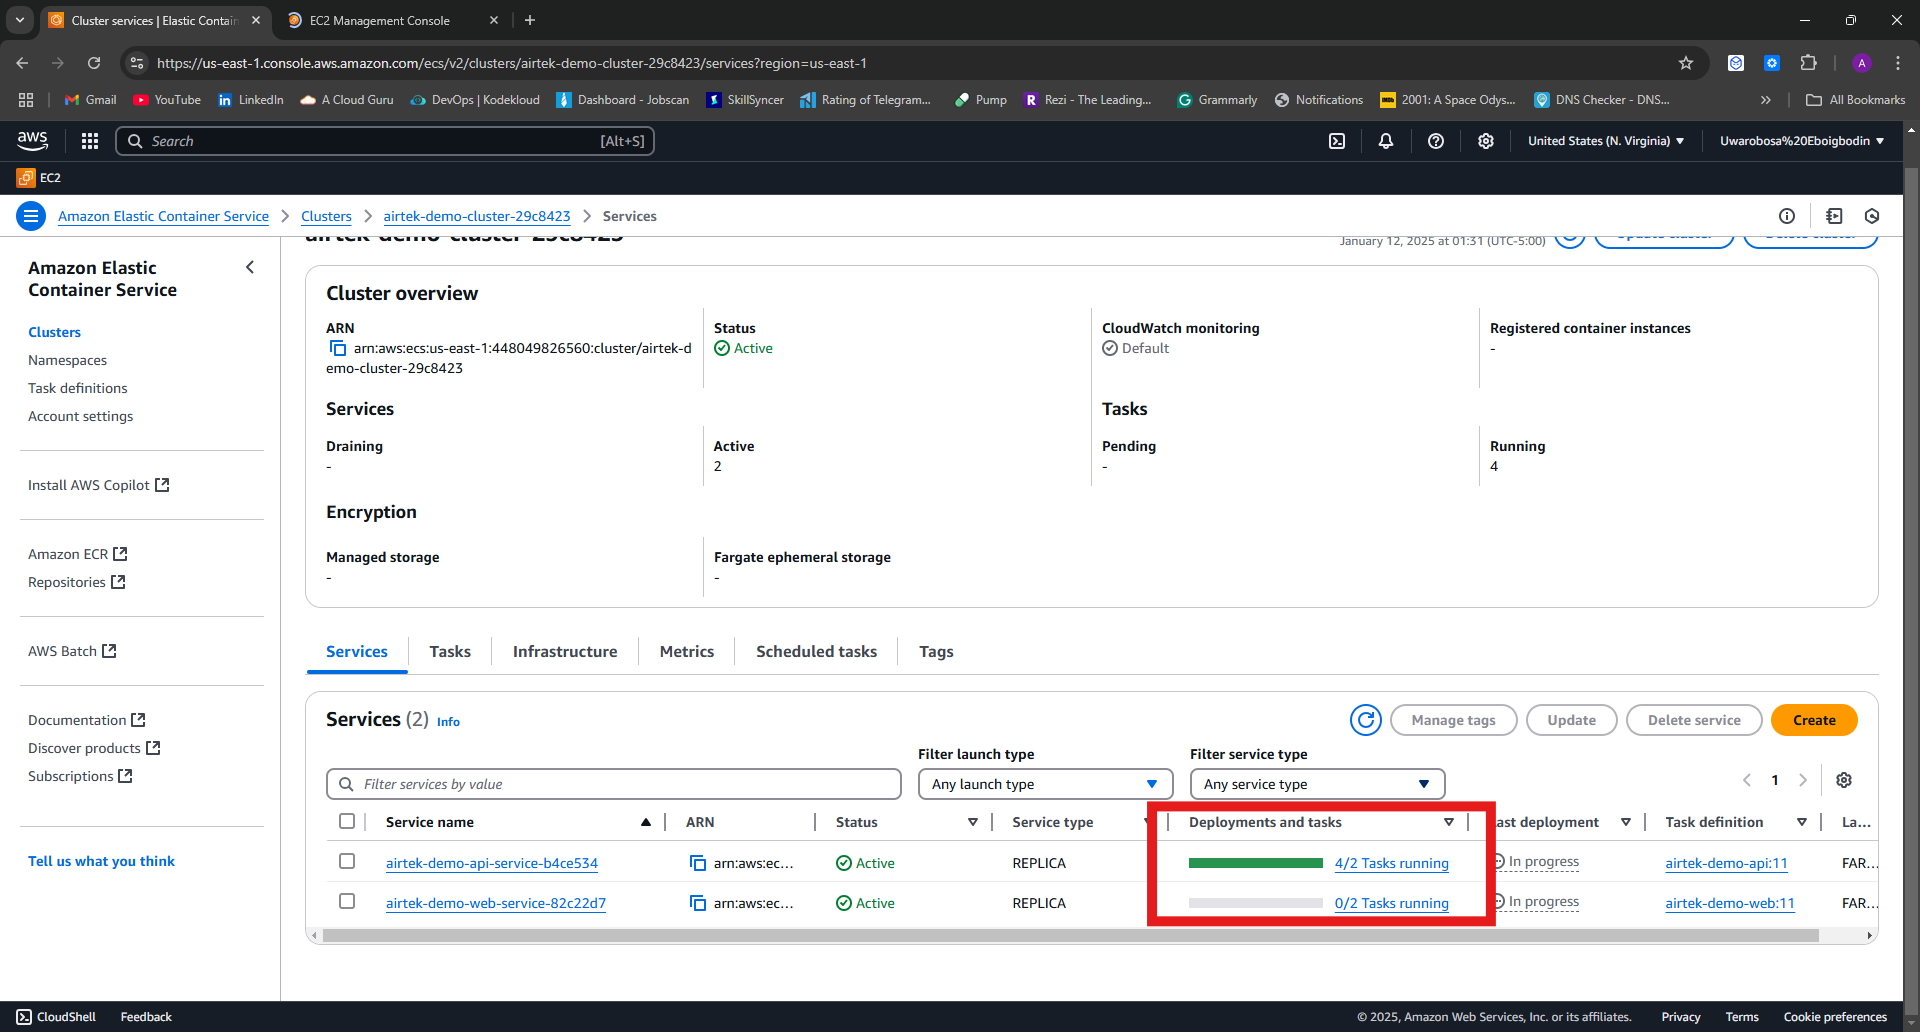 Cluster services | Elastic Contain
EC2 Management Console
https://us-east-1.console.aws.amazon.com/ecs/v2/clusters/airtek-demo-cluster-29c8423/services?region=us-east-1
A
Gmail
YouTube
LinkedIn
A Cloud Guru
DevOps | Kodekloud
Dashboard - Jobscan
SkillSyncer
Rating of Telegram...
Pump
Rezi - The Leading...
Grammarly
Notifications
2001: A Space Odys...
DNS Checker - DNS...
All Bookmarks
aws
Search
[Alt+S]
United States (N. Virginia)
Uwarobosa%20Eboigbodin
EC2
Amazon Elastic Container Service
Clusters
airtek-demo-cluster-29c8423
Services
airtek-demo-cluster-29c8423
January 12, 2025 at 01:31 (UTC-5:00)
Update cluster
Delete cluster
Amazon Elastic
Container Service
Clusters
Namespaces
Task definitions
Account settings
Install AWS Copilot
Amazon ECR
Repositories
AWS Batch
Documentation
Discover products
Subscriptions
Tell us what you think
Cluster overview
ARN
arn:aws:ecs:us-east-1:448049826560:cluster/airtek-d
emo-cluster-29c8423
Status
Active
CloudWatch monitoring
Default
Registered container instances
-
Services
Tasks
Draining
-
Active
2
Pending
-
Running
4
Encryption
Managed storage
-
Fargate ephemeral storage
-
Services
Tasks
Infrastructure
Metrics
Scheduled tasks
Tags
Services (2) Info
Manage tags
Update
Delete service
Create
Filter launch type
Filter service type
Filter services by value
Any launch type
Any service type
1
Service name
ARN
Status
Service type
Deployments and tasks
ast deployment
Task definition
La...
airtek-demo-api-service-b4ce534
arn:aws:ec...
Active
REPLICA
4/2 Tasks running
In progress
airtek-demo-api:11
FAR...
airtek-demo-web-service-82c22d7
arn:aws:ec...
Active
REPLICA
0/2 Tasks running
In progress
airtek-demo-web:11
FAR...
CloudShell
Feedback
© 2025, Amazon Web Services, Inc. or its affiliates.
Privacy
Terms
Cookie preferences